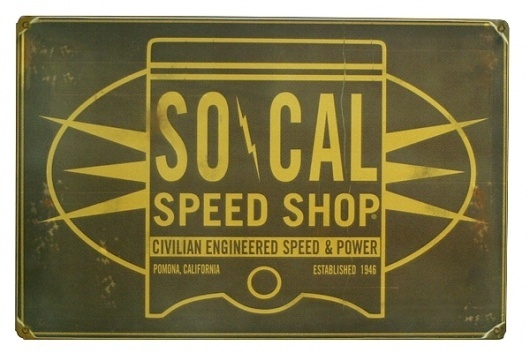 SO CAL
SPEED SHOP®
CIVILIAN ENGINEERED SPEED & POWER
POMONA, CALIFORNIA ESTABLISHED 1946